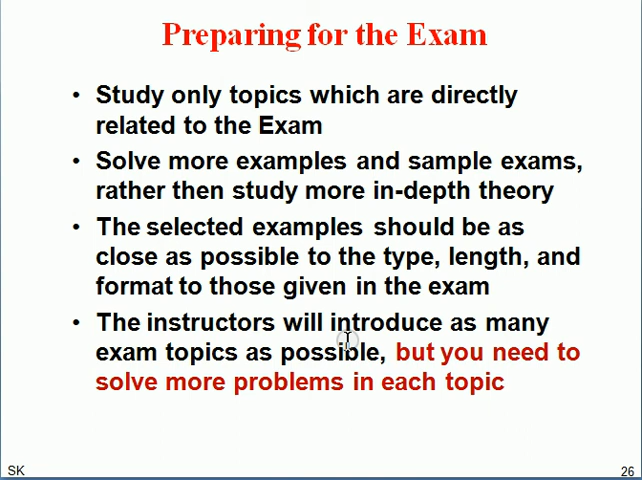 Preparing for the Exam
• Study only topics which are directly
related to the Exam
• Solve more examples and sample exams,
rather then study more in-depth theory
• The selected examples should be as
close as possible to the type, length, and
format to those given in the exam
• The instructors will introduce as many
exam topics as possible, but you need to
solve more problems in each topic
SK
26